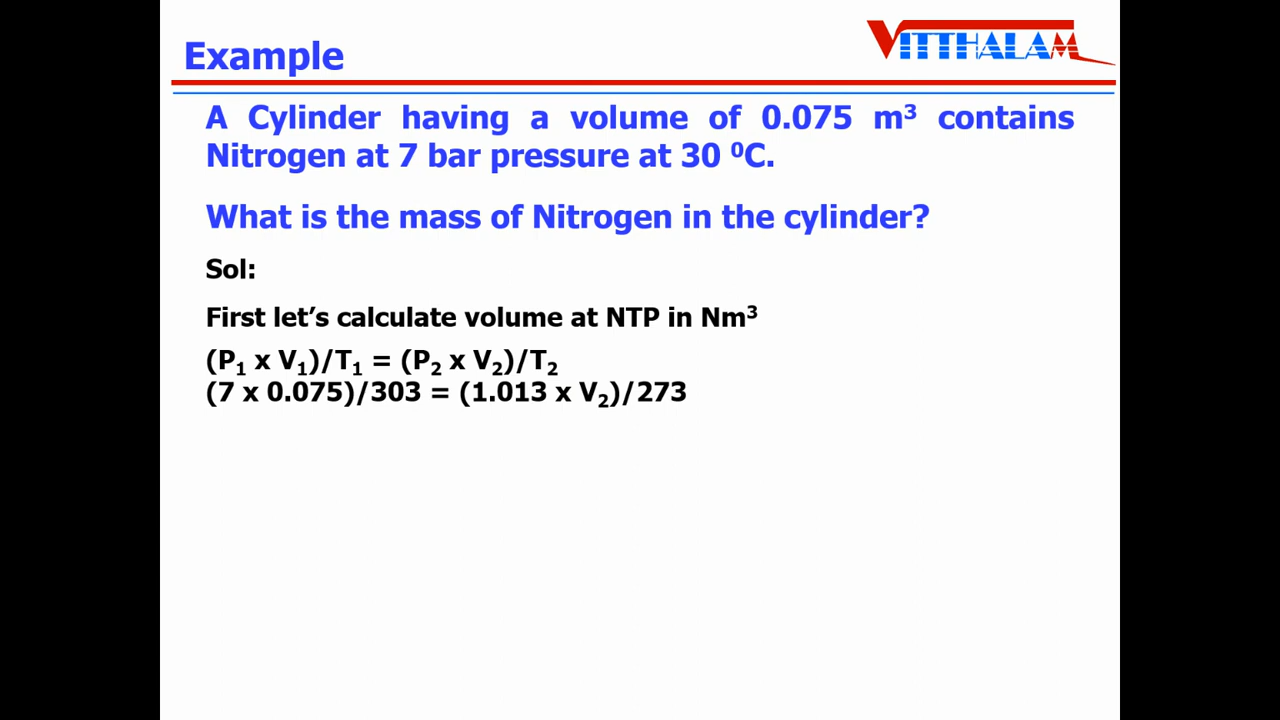 Example
VITTHALAM
A Cylinder having a volume of 0.075 m³ contains
Nitrogen at 7 bar pressure at 30 ⁰C.
What is the mass of Nitrogen in the cylinder?
Sol:
First let’s calculate volume at NTP in Nm³
(P₁ x V₁)/T₁ = (P₂ x V₂)/T₂
(7 x 0.075)/303 = (1.013 x V₂)/273